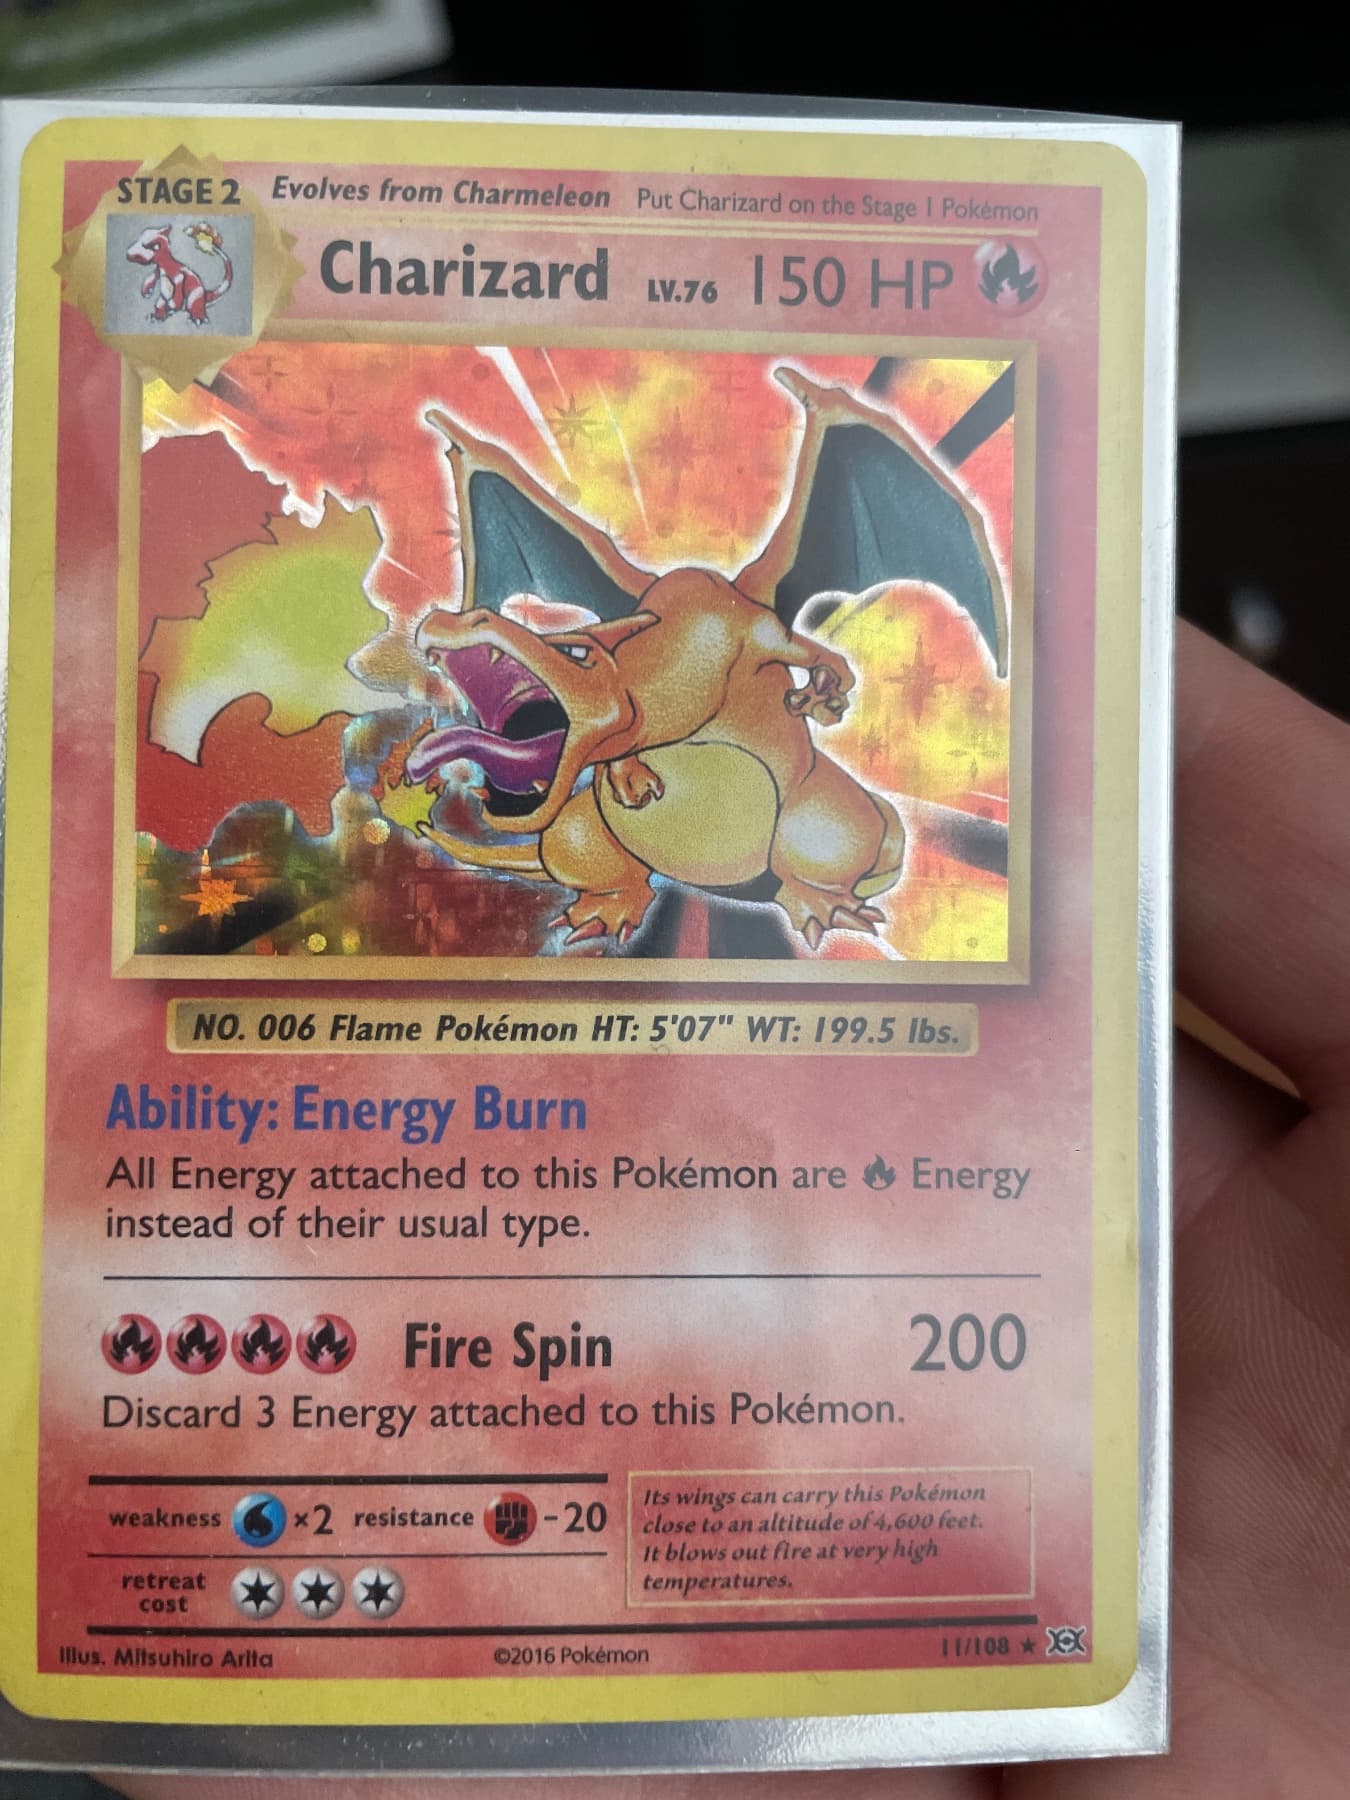 STAGE 2 Evolves from Charmeleon Put Charizard on the Stage 1 Pokémon
Charizard LV.76 150 HP
NO. 006 Flame Pokémon HT: 5'07" WT: 199.5 lbs.
Ability: Energy Burn
All Energy attached to this Pokémon are Energy
instead of their usual type.
Fire Spin 200
Discard 3 Energy attached to this Pokémon.
weakness ×2 resistance -20
retreat
cost
Its wings can carry this Pokémon
close to an altitude of 4,600 feet.
It blows out fire at very high
temperatures.
Illus. Mitsuhiro Arita ©2016 Pokémon 11/108 ★